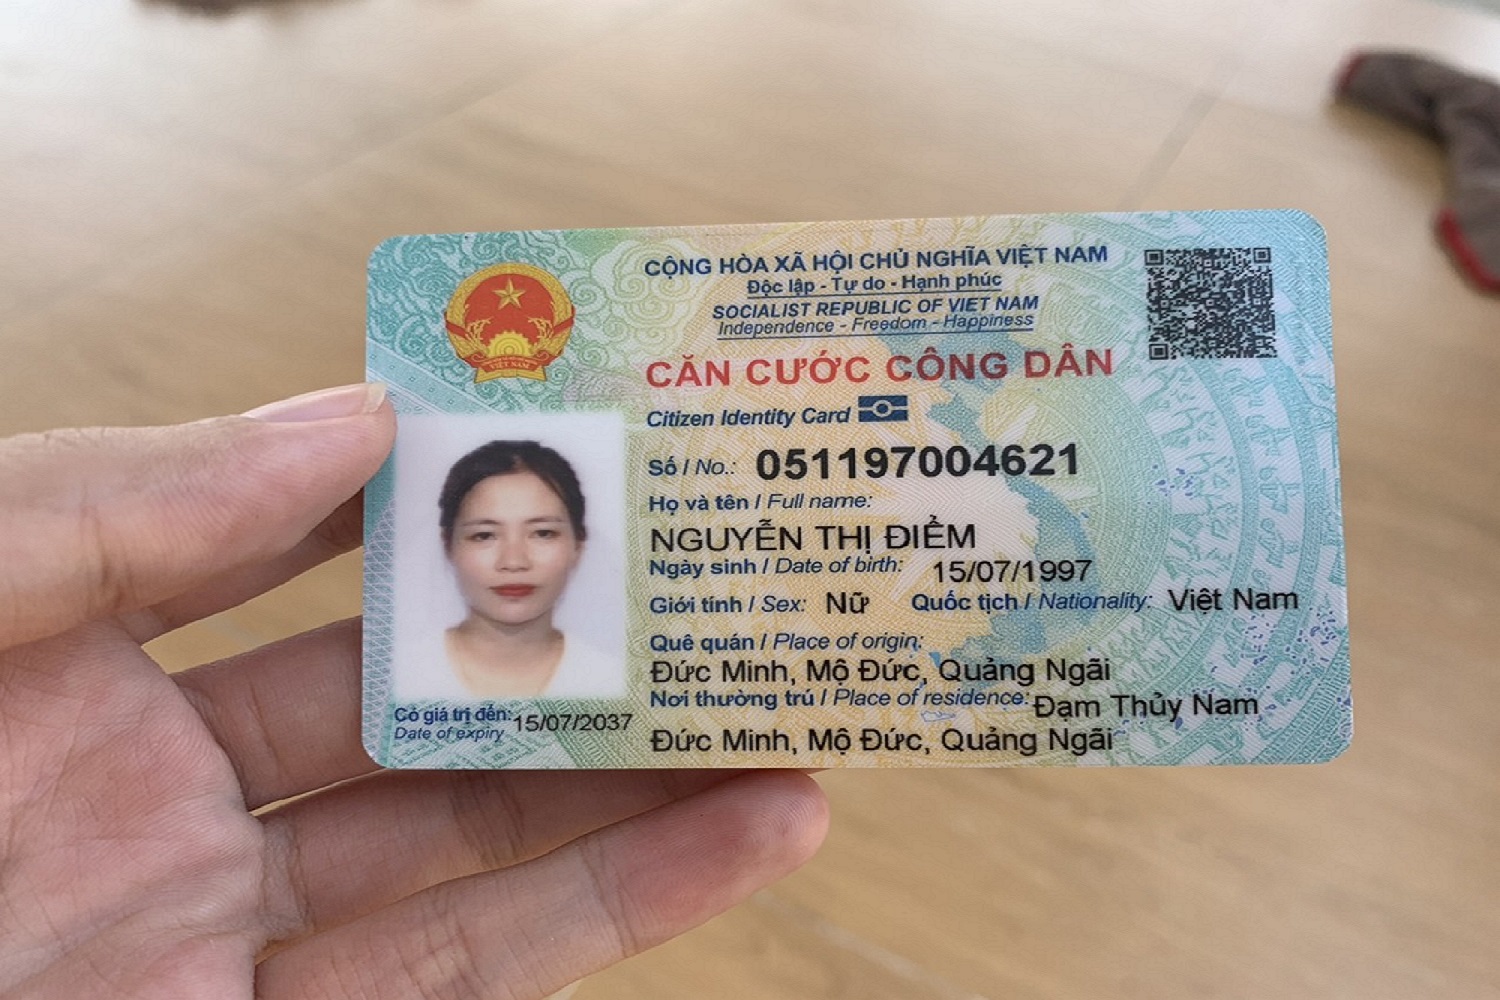 CỘNG HÒA XÃ HỘI CHỦ NGHĨA VIỆT NAM
Độc lập - Tự do - Hạnh phúc
SOCIALIST REPUBLIC OF VIET NAM
Independence - Freedom - Happiness
CĂN CƯỚC CÔNG DÂN
Citizen Identity Card
Số / No.: 051197004621
Họ và tên / Full name:
NGUYỄN THỊ ĐIỂM
Ngày sinh / Date of birth: 15/07/1997
Giới tính / Sex: Nữ Quốc tịch / Nationality: Việt Nam
Quê quán / Place of origin:
Đức Minh, Mộ Đức, Quảng Ngãi
Nơi thường trú / Place of residence: Đạm Thủy Nam
Đức Minh, Mộ Đức, Quảng Ngãi
VIỆT NAM
Có giá trị đến: 15/07/2037
Date of expiry